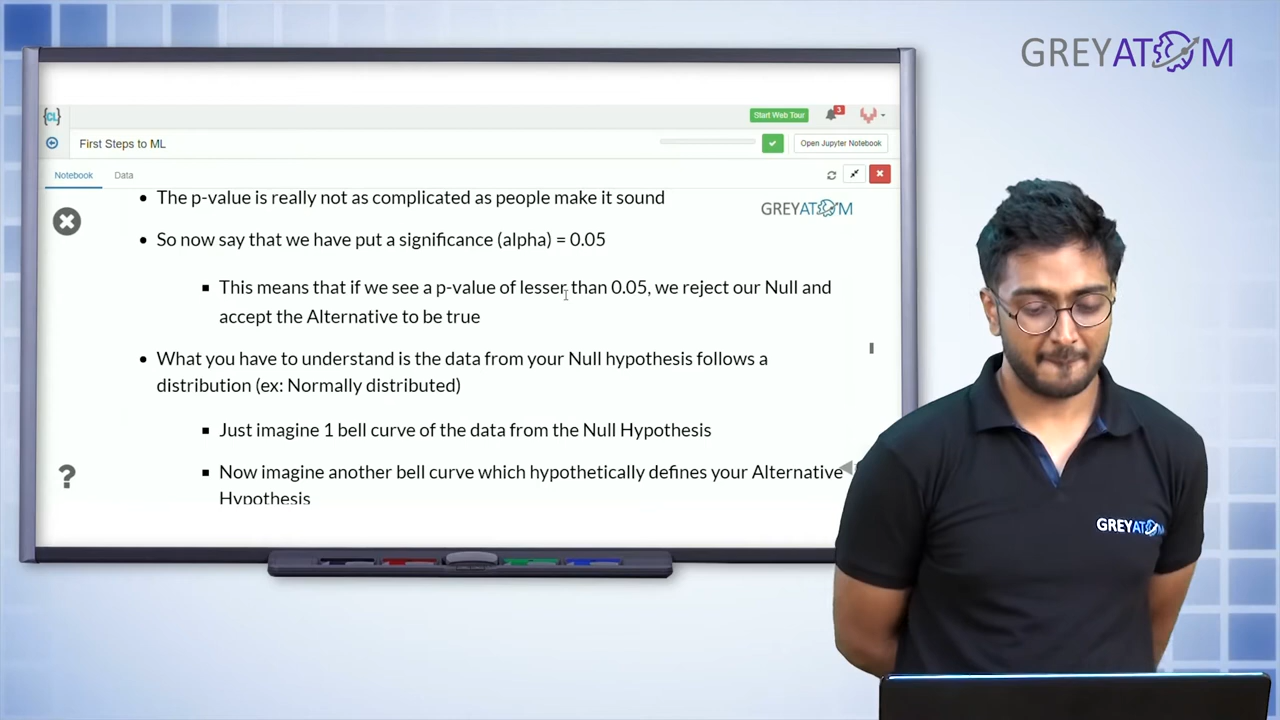 GREYATOM
{CL}
Start Web Tour
3
First Steps to ML
Open Jupyter Notebook
Notebook
Data
The p-value is really not as complicated as people make it sound
GREYATOM
So now say that we have put a significance (alpha) = 0.05
This means that if we see a p-value of lesser than 0.05, we reject our Null and
accept the Alternative to be true
What you have to understand is the data from your Null hypothesis follows a
distribution (ex: Normally distributed)
Just imagine 1 bell curve of the data from the Null Hypothesis
Now imagine another bell curve which hypothetically defines your Alternative
Hypothesis
?
GREYATOM